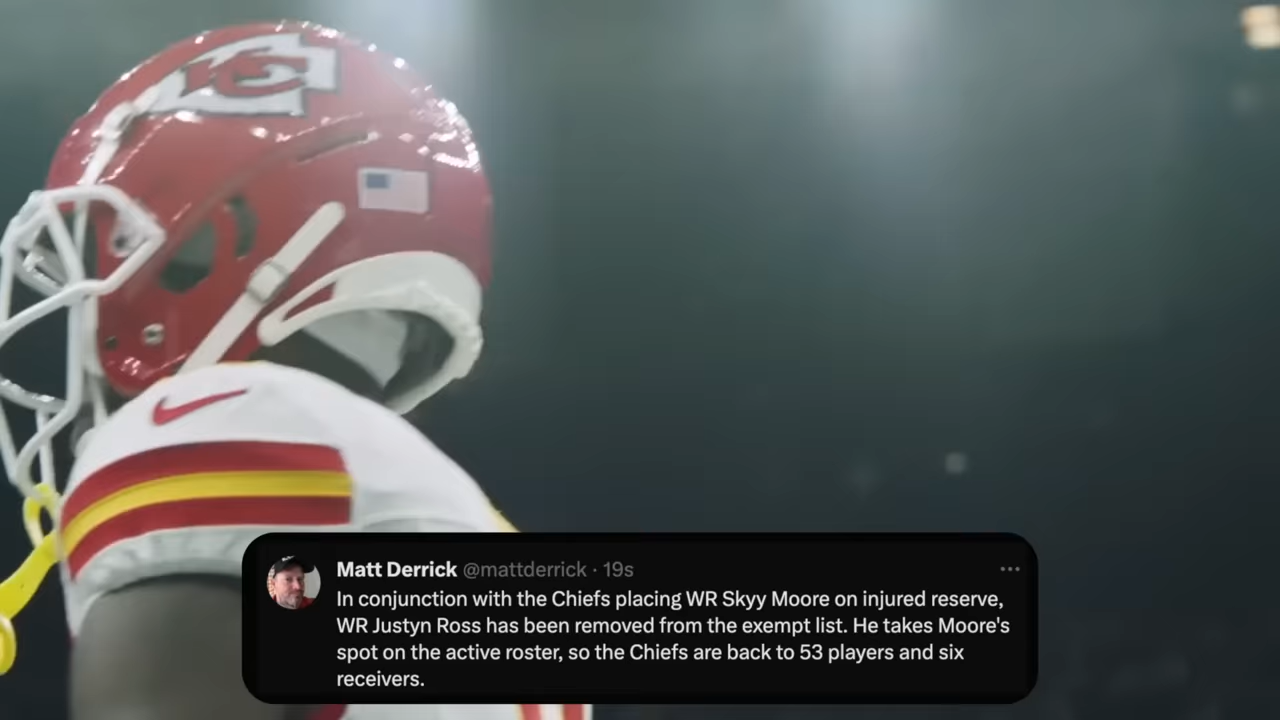 KC
Matt Derrick @mattderrick · 19s
In conjunction with the Chiefs placing WR Skyy Moore on injured reserve,
WR Justyn Ross has been removed from the exempt list. He takes Moore's
spot on the active roster, so the Chiefs are back to 53 players and six
receivers.